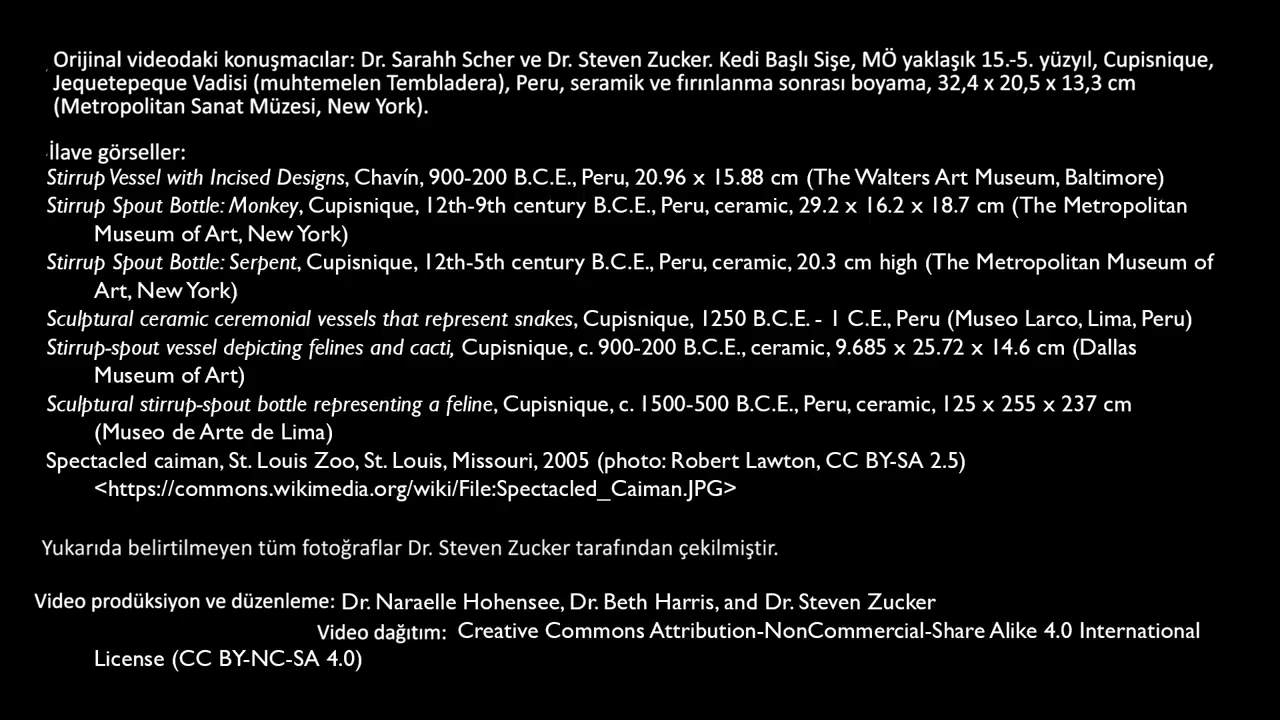 Orijinal videodaki konuşmacılar: Dr. Sarahh Scher ve Dr. Steven Zucker. Kedi Başlı Sişe, MÖ yaklaşık 15.-5. yüzyıl, Cupisnique,
Jequetepeque Vadisi (muhtemelen Tembladera), Peru, seramik ve fırınlanma sonrası boyama, 32,4 x 20,5 x 13,3 cm
(Metropolitan Sanat Müzesi, New York).
İlave görseller:
Stirrup Vessel with Incised Designs, Chavín, 900-200 B.C.E., Peru, 20.96 x 15.88 cm (The Walters Art Museum, Baltimore)
Stirrup Spout Bottle: Monkey, Cupisnique, 12th-9th century B.C.E., Peru, ceramic, 29.2 x 16.2 x 18.7 cm (The Metropolitan
Museum of Art, New York)
Stirrup Spout Bottle: Serpent, Cupisnique, 12th-5th century B.C.E., Peru, ceramic, 20.3 cm high (The Metropolitan Museum of
Art, New York)
Sculptural ceramic ceremonial vessels that represent snakes, Cupisnique, 1250 B.C.E. - 1 C.E., Peru (Museo Larco, Lima, Peru)
Stirrup-spout vessel depicting felines and cacti, Cupisnique, c. 900-200 B.C.E., ceramic, 9.685 x 25.72 x 14.6 cm (Dallas
Museum of Art)
Sculptural stirrup-spout bottle representing a feline, Cupisnique, c. 1500-500 B.C.E., Peru, ceramic, 125 x 255 x 237 cm
(Museo de Arte de Lima)
Spectacled caiman, St. Louis Zoo, St. Louis, Missouri, 2005 (photo: Robert Lawton, CC BY-SA 2.5)
<https://commons.wikimedia.org/wiki/File:Spectacled_Caiman.JPG>
Yukarıda belirtilmeyen tüm fotoğraflar Dr. Steven Zucker tarafından çekilmiştir.
Video prodüksiyon ve düzenleme: Dr. Naraelle Hohensee, Dr. Beth Harris, and Dr. Steven Zucker
Video dağıtım: Creative Commons Attribution-NonCommercial-Share Alike 4.0 International
License (CC BY-NC-SA 4.0)